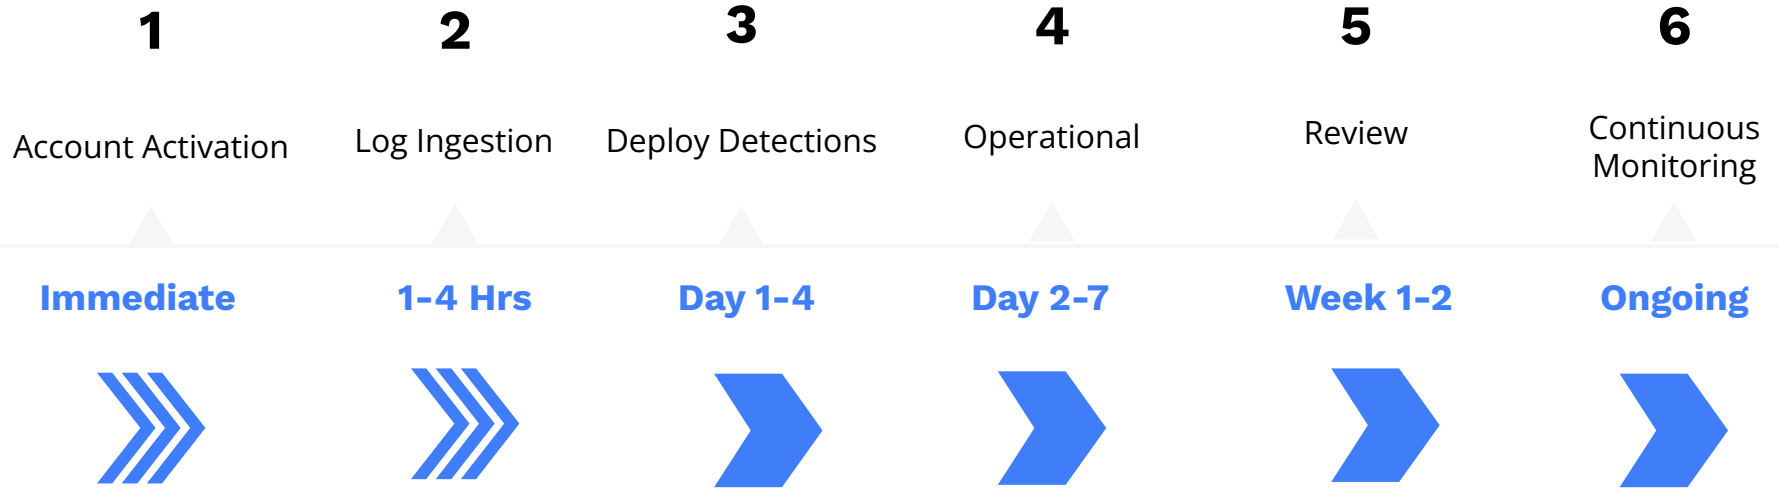 1
2
3
4
5
6
Account Activation
Log Ingestion
Deploy Detections
Operational
Review
Continuous
Monitoring
Immediate
1-4 Hrs
Day 1-4
Day 2-7
Week 1-2
Ongoing